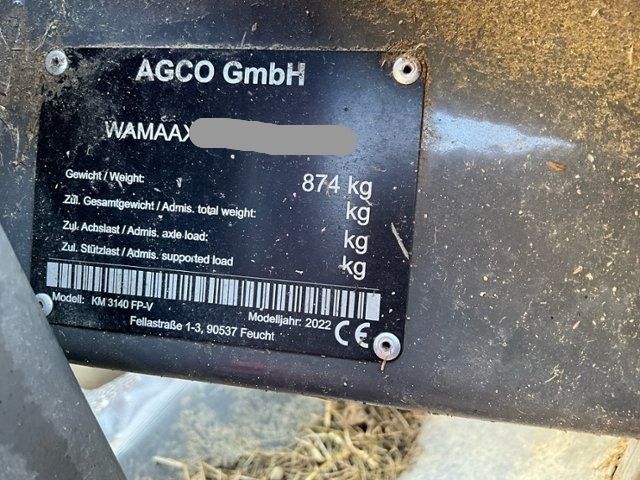 AGCO GmbH
WAMAAX
Gewicht / Weight: 874 kg
Zul. Gesamtgewicht / Admis. total weight: kg
Zul. Achslast / Admis. axle load: kg
Zul. Stützlast / Admis. supported load kg
Modell: KM 3140 FP-V Modelljahr: 2022
Fellastraße 1-3, 90537 Feucht CE